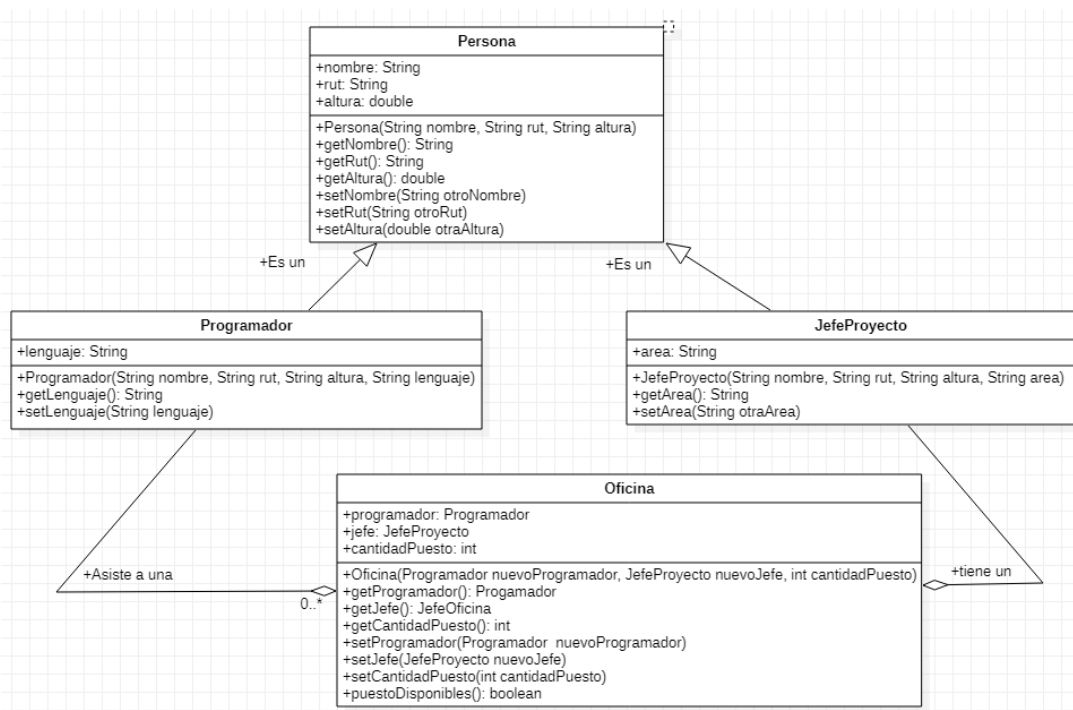 Persona
+nombre: String
+rut: String
+altura: double
+Persona(String nombre, String rut, String altura)
+getNombre(): String
+getRut(): String
+getAltura(): double
+setNombre(String otroNombre)
+setRut(String otroRut)
+setAltura(double otraAltura)
+Es un
+Es un
Programador
+lenguaje: String
+Programador(String nombre, String rut, String altura, String lenguaje)
+getLenguaje(): String
+setLenguaje(String lenguaje)
JefeProyecto
+area: String
+JefeProyecto(String nombre, String rut, String altura, String area)
+getArea(): String
+setArea(String otraArea)
Oficina
+programador: Programador
+jefe: JefeProyecto
+cantidadPuesto: int
+Oficina(Programador nuevoProgramador, JefeProyecto nuevoJefe, int cantidadPuesto)
+getProgramador(): Progamador
+getJefe(): JefeOficina
+getCantidadPuesto(): int
+setProgramador(Programador nuevoProgramador)
+setJefe(JefeProyecto nuevoJefe)
+setCantidadPuesto(int cantidadPuesto)
+puestoDisponibles(): boolean
+Asiste a una
0..*
+tiene un